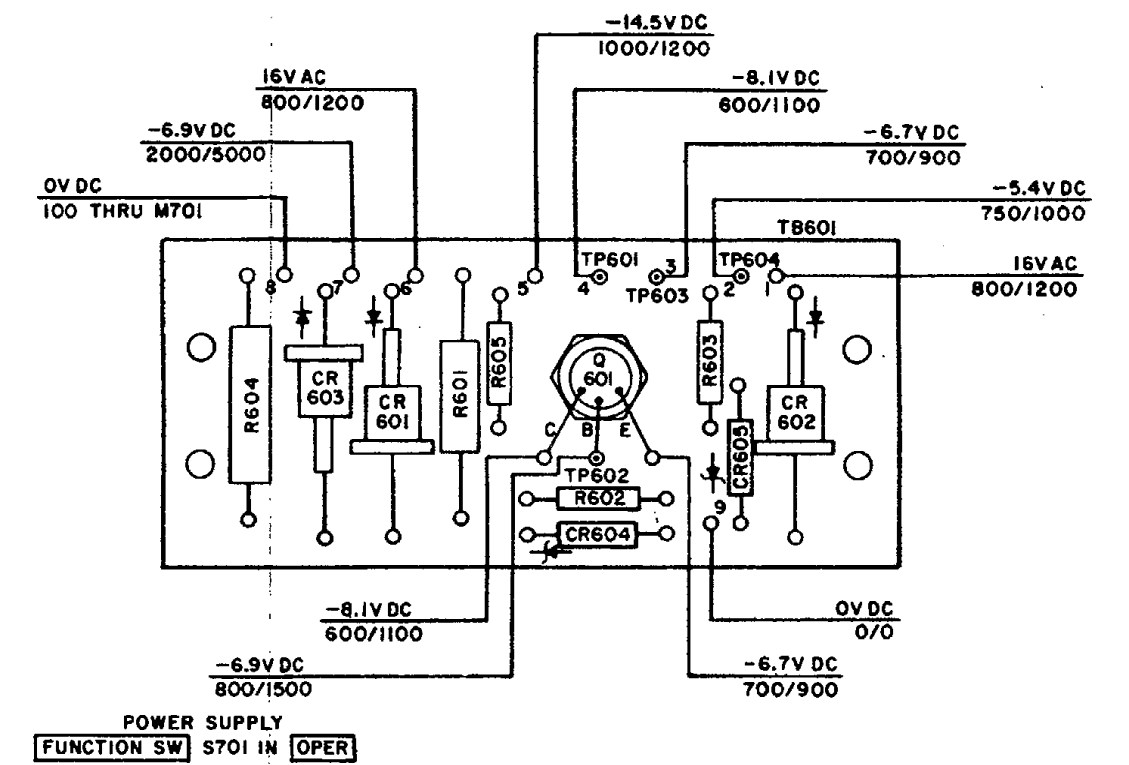 -14.5V DC
1000/1200
16V AC
800/1200
-8.1V DC
600/1100
-6.9V DC
2000/5000
-6.7V DC
700/900
0V DC
100 THRU M701
-5.4V DC
750/1000
TB601
16V AC
800/1200
8
7
6
5
TP601
4
3
TP603
TP604
2
1
R604
CR
603
CR
601
R601
R605
Q
601
C
B
E
R603
CR605
CR
602
TP602
R602
CR604
9
-8.1V DC
600/1100
0V DC
0/0
-6.9V DC
800/1500
-6.7V DC
700/900
POWER SUPPLY
FUNCTION SW S701 IN OPER